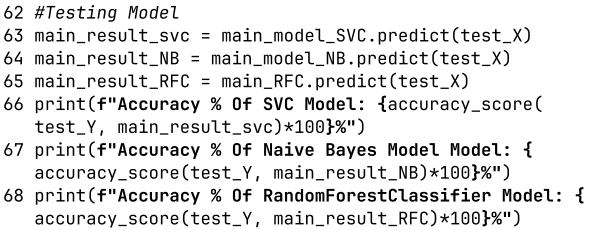 62 #Testing Model
63 main_result_svc = main_model_SVC.predict(test_X)
64 main_result_NB = main_model_NB.predict(test_X)
65 main_result_RFC = main_RFC.predict(test_X)
66 print(f"Accuracy % Of SVC Model: {accuracy_score(
test_Y, main_result_svc)*100}%")
67 print(f"Accuracy % Of Naive Bayes Model Model: {
accuracy_score(test_Y, main_result_NB)*100}%")
68 print(f"Accuracy % Of RandomForestClassifier Model: {
accuracy_score(test_Y, main_result_RFC)*100}%")